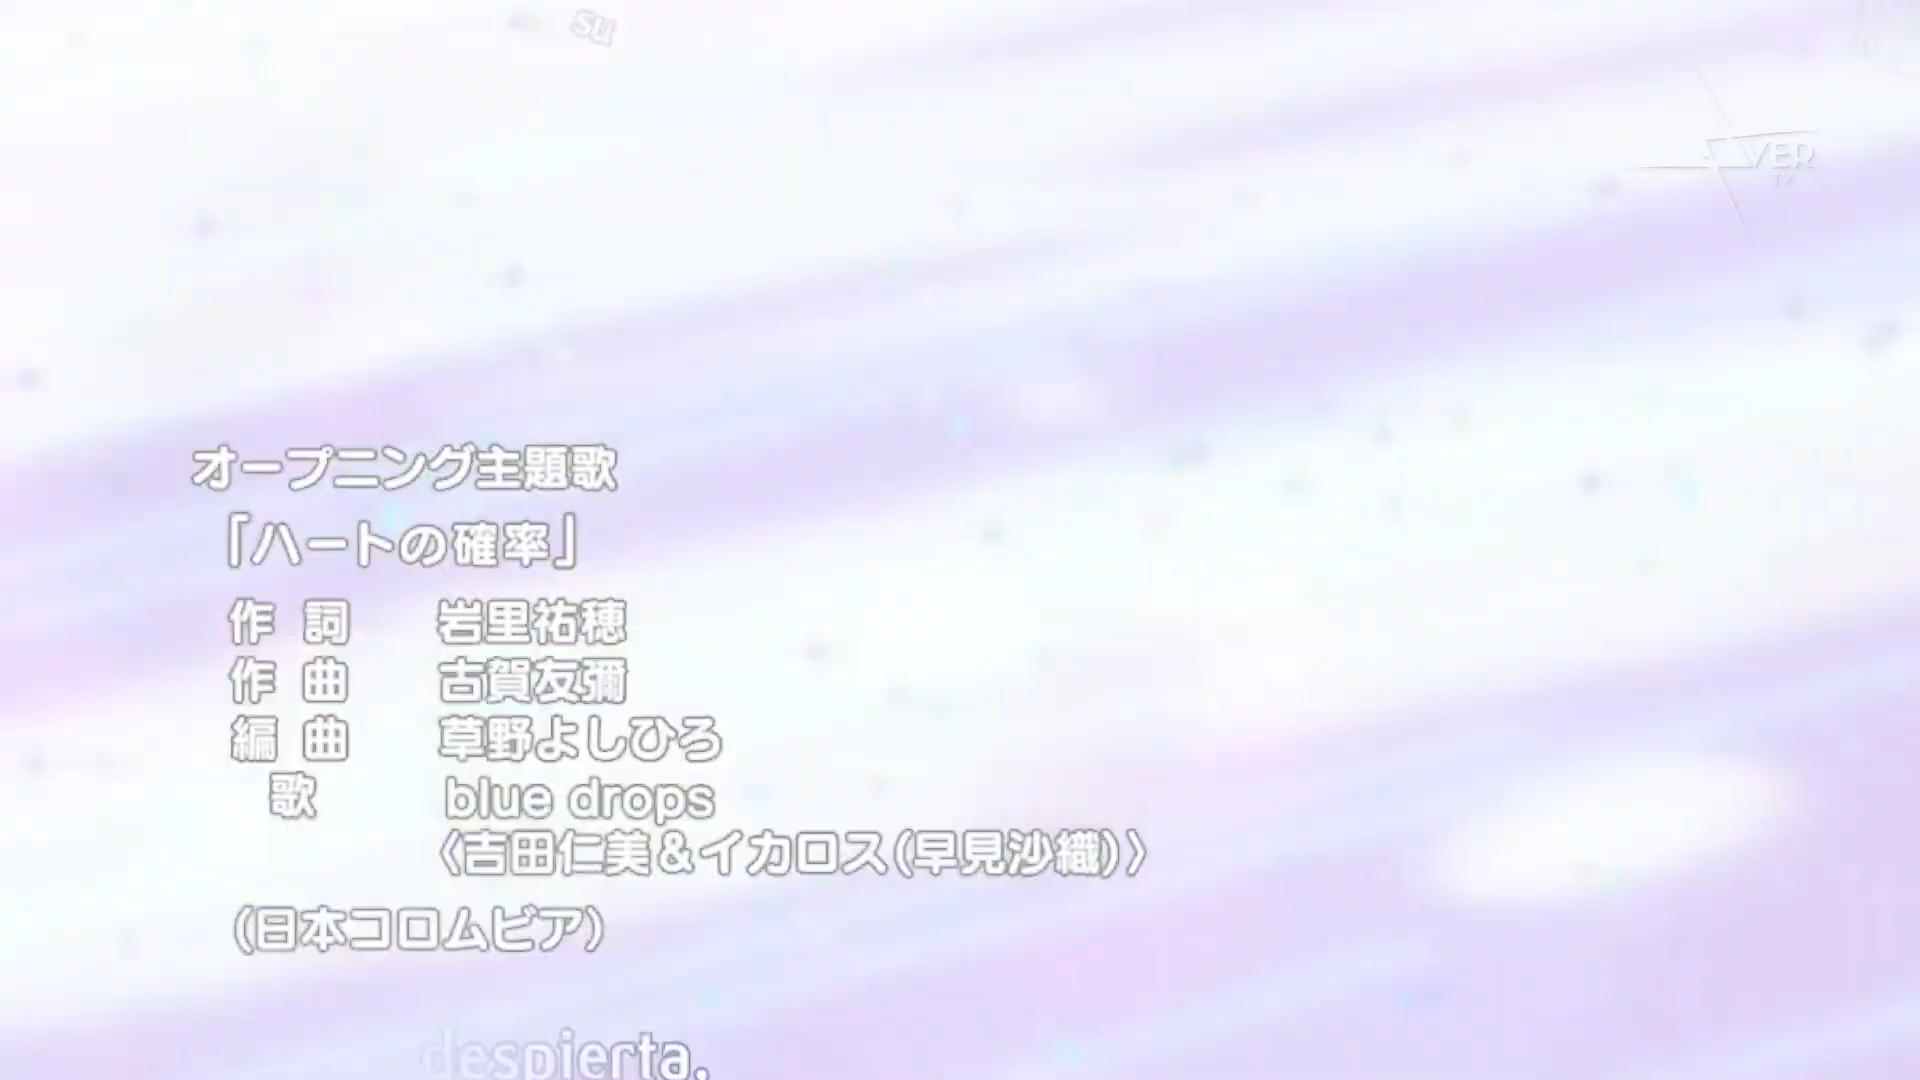 su
VER
TV
オープニング主題歌
「ハートの確率」
作詞 岩里祐穂
作曲 古賀友彌
編曲 草野よしひろ
歌 blue drops
〈吉田仁美&イカロス(早見沙織)〉
(日本コロムビア)
despierta.